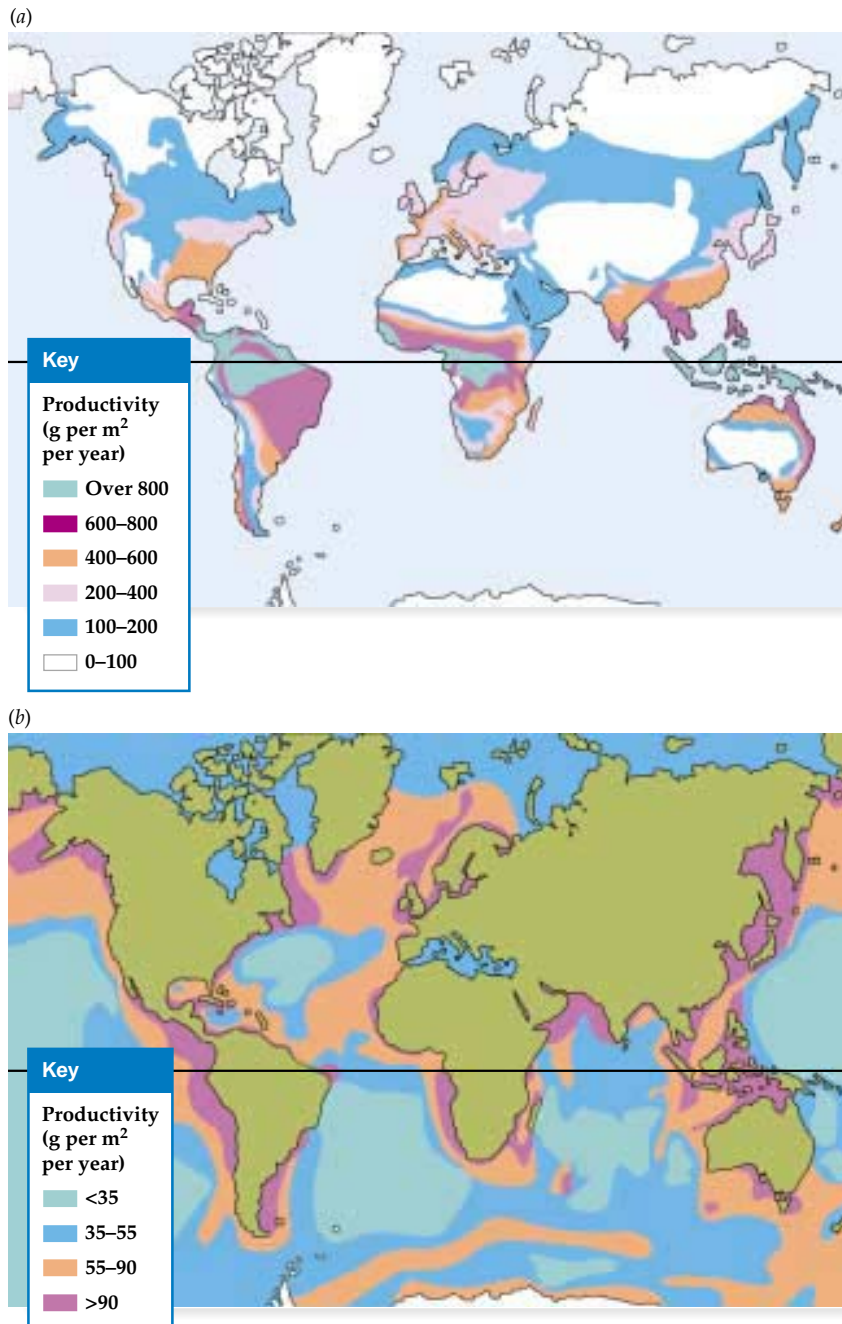 (a)
Key
Productivity
(g per m²
per year)
Over 800
600–800
400–600
200–400
100–200
0–100
(b)
Key
Productivity
(g per m²
per year)
<35
35–55
55–90
>90